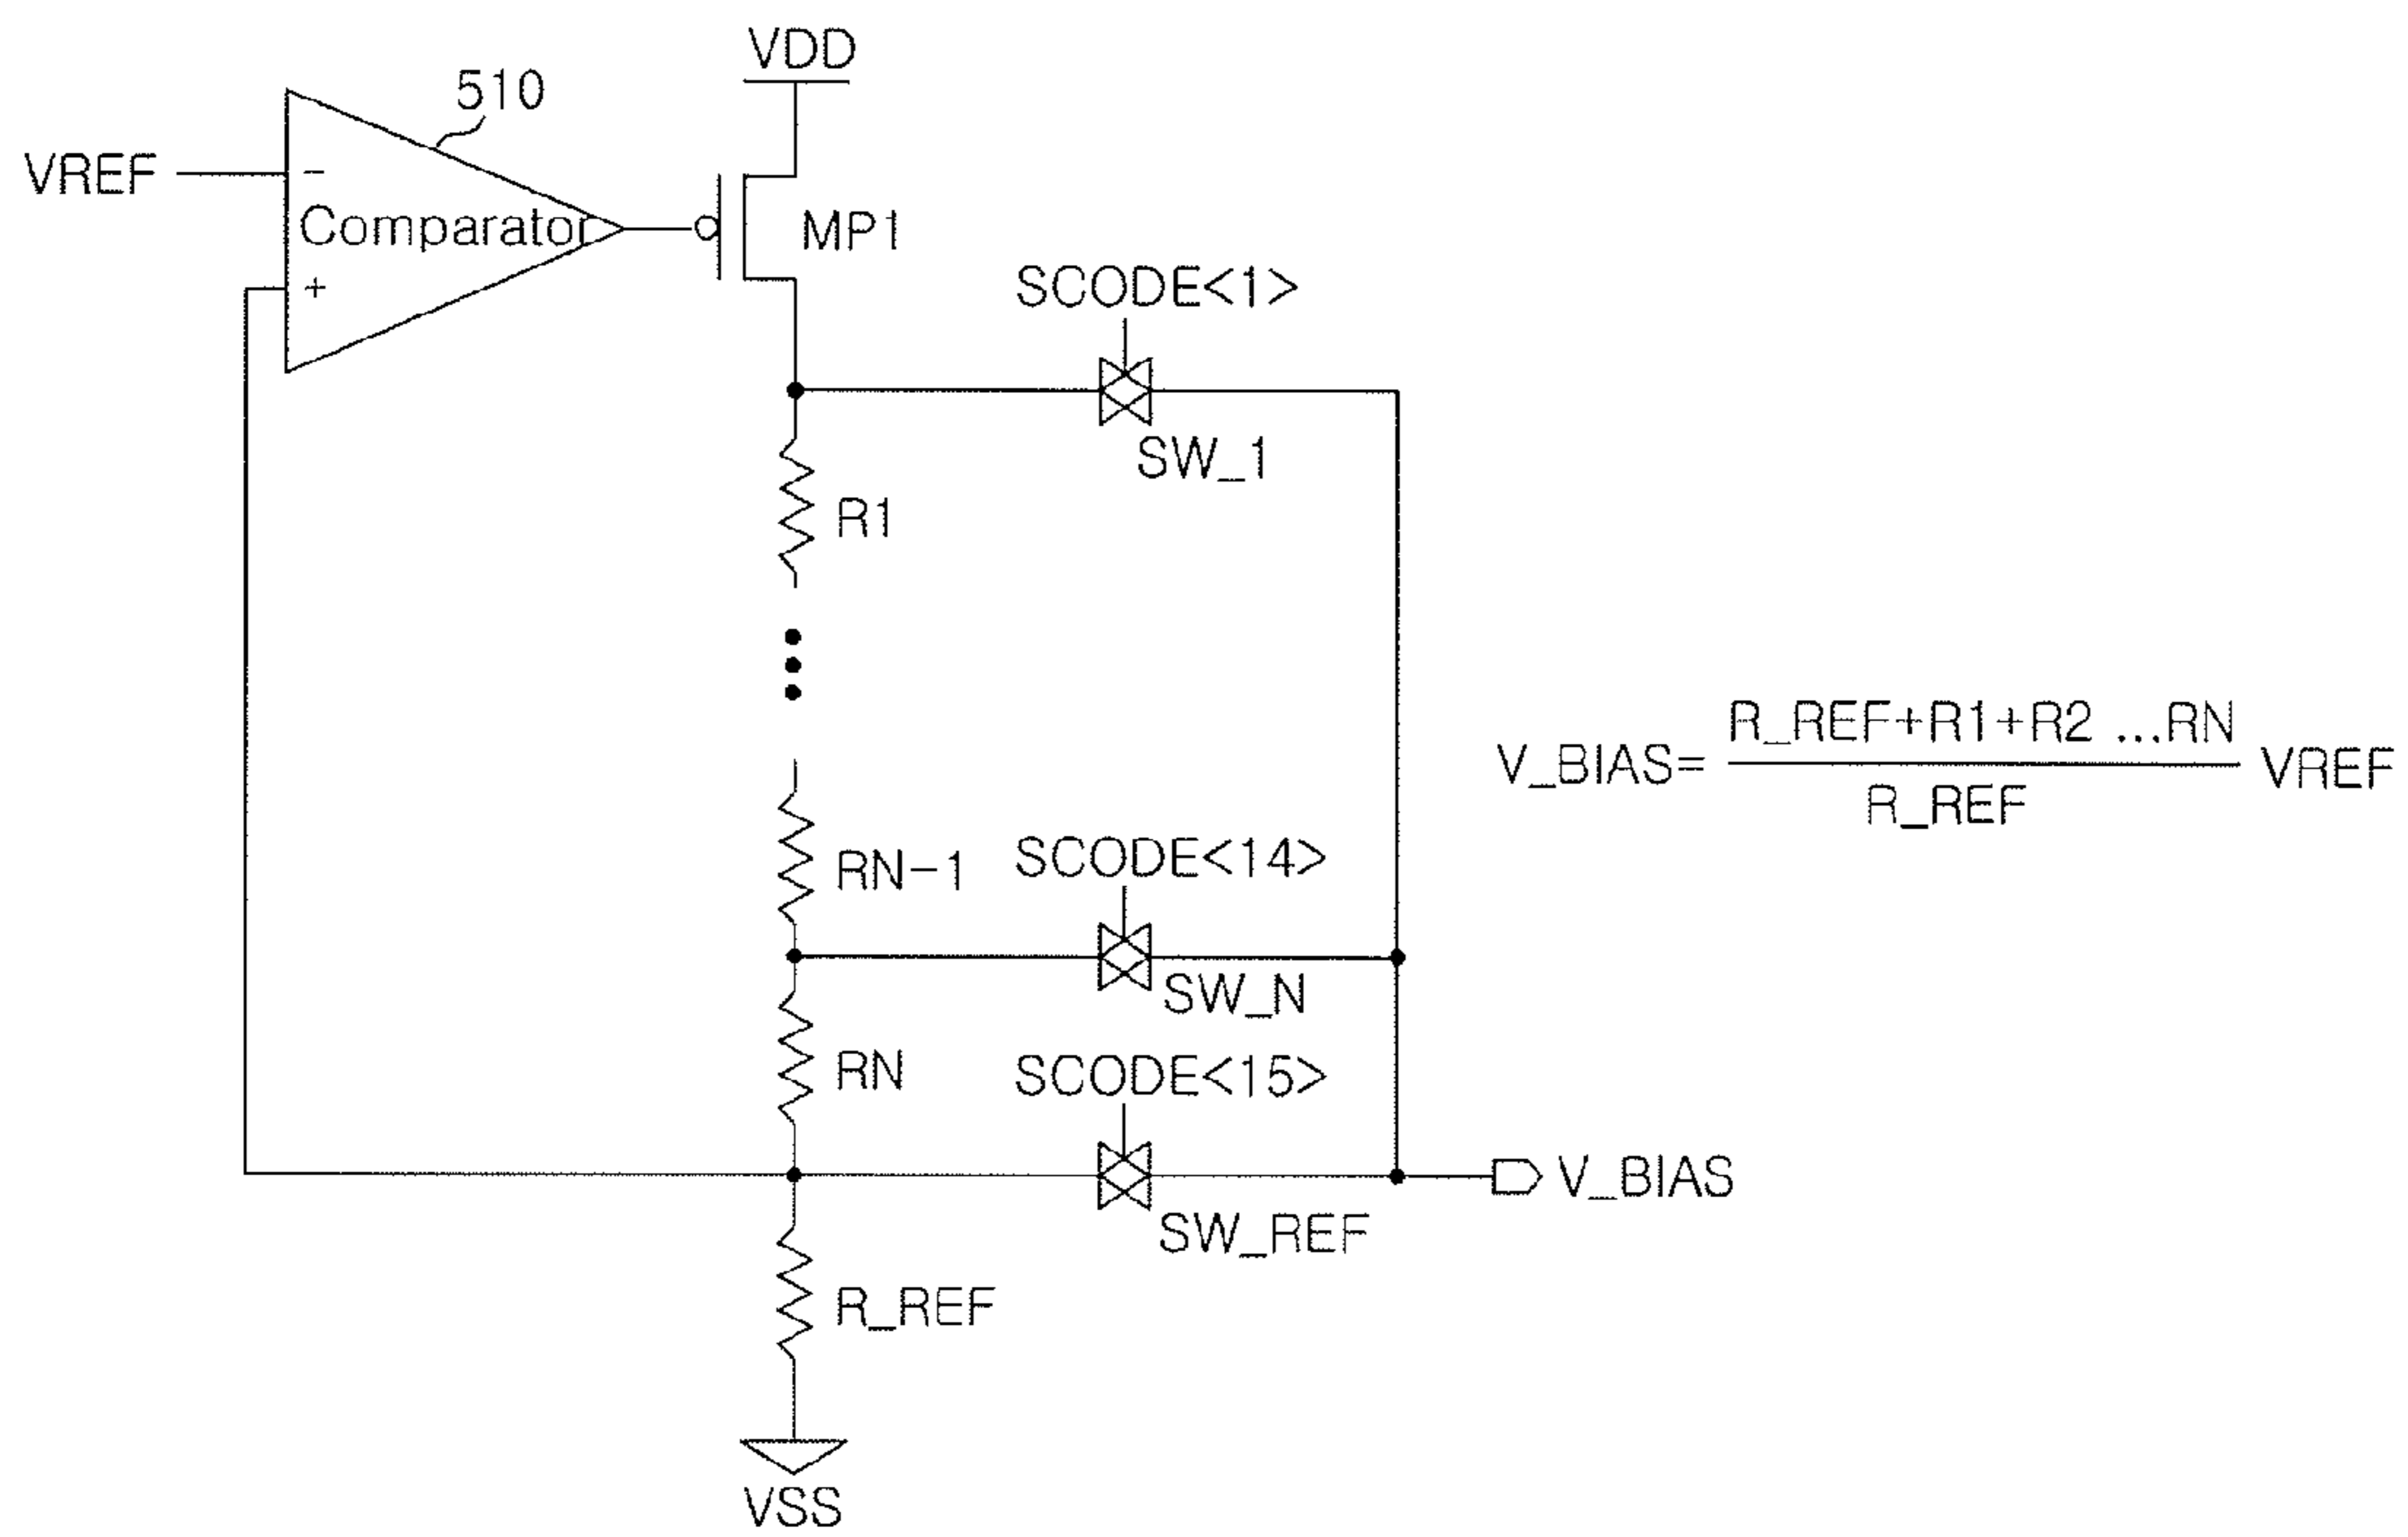 VDD
510
VREF
−
Comparator
+
MP1
SCODE<1>
SW_1
R1
V_BIAS= R_REF+R1+R2 ...RN
R_REF
VREF
RN-1
SCODE<14>
SW_N
RN
SCODE<15>
V_BIAS
SW_REF
R_REF
VSS